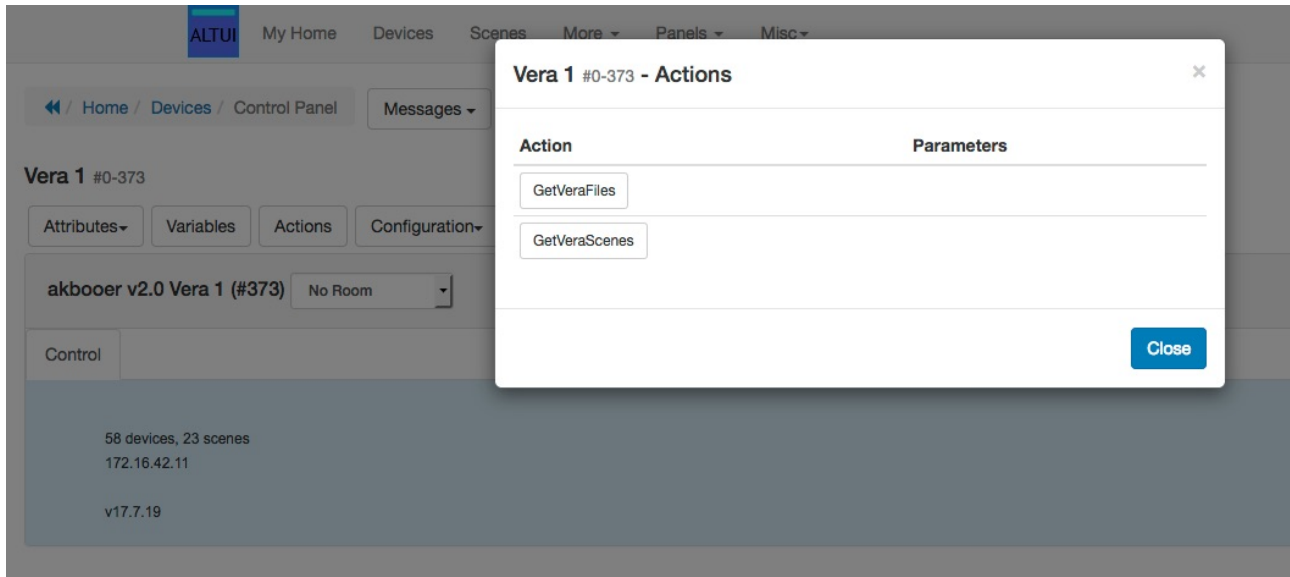 ALTUI My Home Devices Scenes More Panels Misc
Vera 1 #0-373 - Actions ×
/ Home / Devices / Control Panel Messages
Action Parameters
Vera 1 #0-373
GetVeraFiles
Attributes Variables Actions Configuration
GetVeraScenes
akbooer v2.0 Vera 1 (#373) No Room
Control
Close
58 devices, 23 scenes
172.16.42.11
v17.7.19